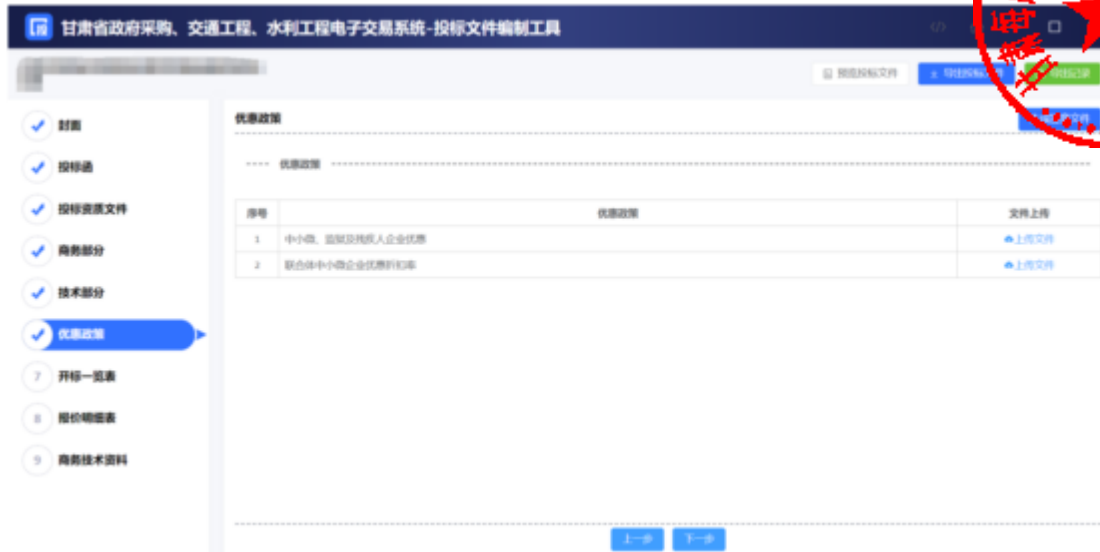 甘肃省政府采购、交通工程、水利工程电子交易系统-投标文件编制工具
预览投标文件
封面
投标函
投标资质文件
商务部分
技术部分
优惠政策
7 开标一览表
8 报价明细表
9 商务技术资料
优惠政策
优惠政策
序号 优惠政策 文件上传
1 中小微、监狱及残疾人企业优惠 上传文件
2 联合体中小微企业优惠折扣率 上传文件
上一步 下一步